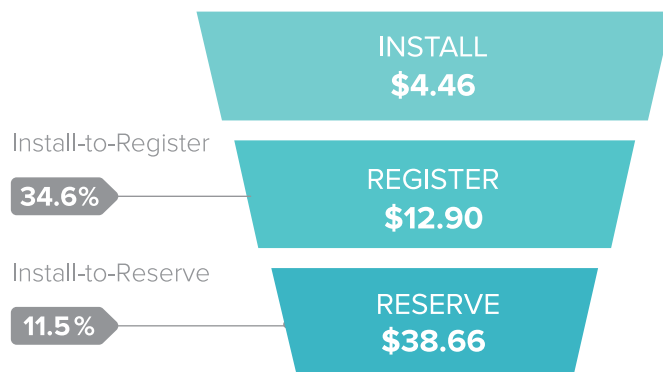 INSTALL
$4.46
Install-to-Register
34.6%
REGISTER
$12.90
Install-to-Reserve
11.5%
RESERVE
$38.66